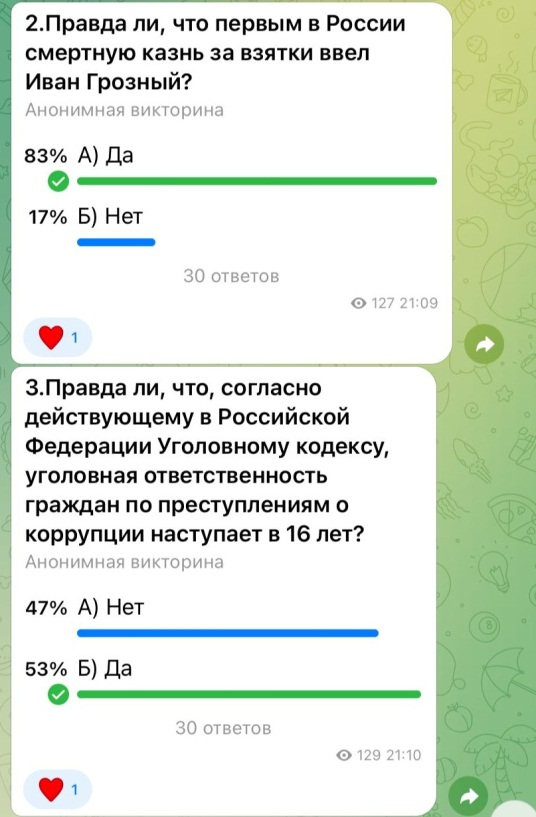 2.Правда ли, что первым в России
смертную казнь за взятки ввел
Иван Грозный?
Анонимная викторина
83% А) Да
17% Б) Нет
30 ответов
127 21:09
1
3.Правда ли, что, согласно
действующему в Российской
Федерации Уголовному кодексу,
уголовная ответственность
граждан по преступлениям о
коррупции наступает в 16 лет?
Анонимная викторина
47% А) Нет
53% Б) Да
30 ответов
129 21:10
1